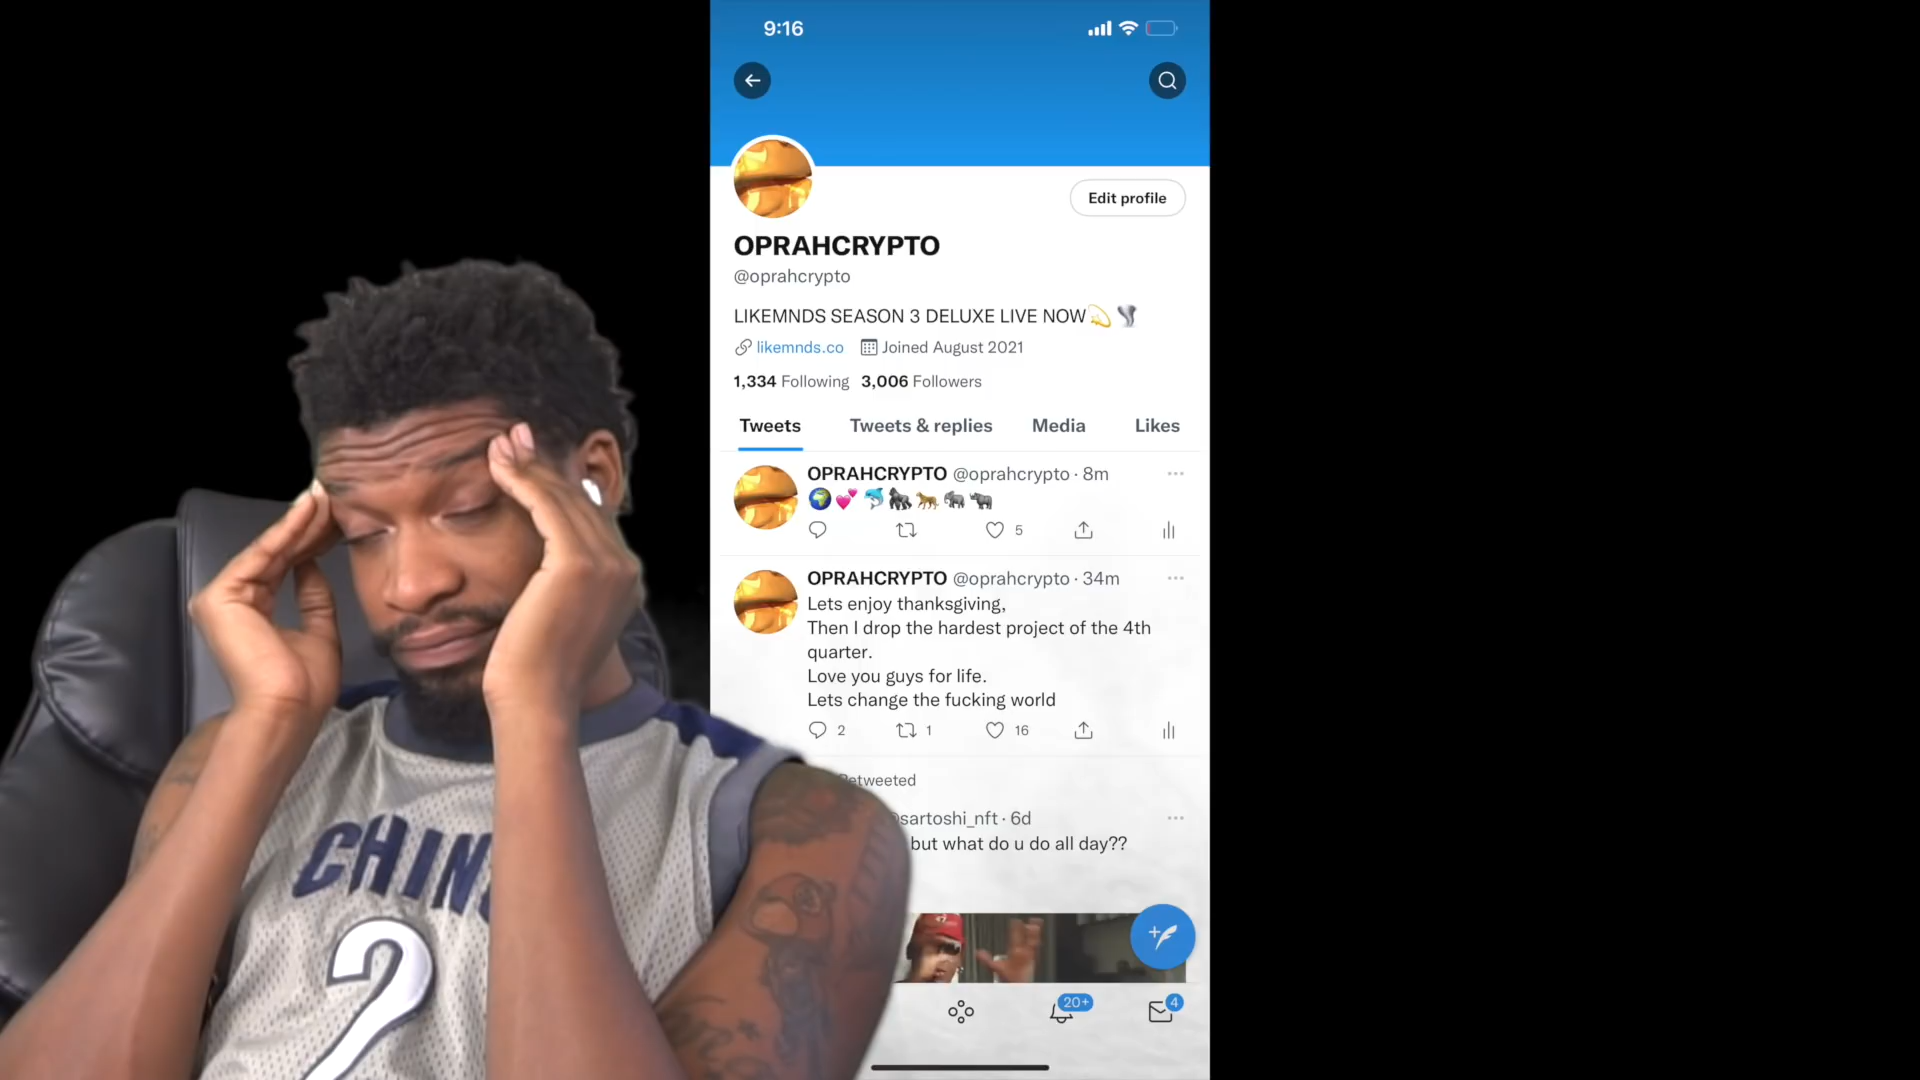 9:16
Edit profile
OPRAHCRYPTO
@oprahcrypto
LIKEMNDS SEASON 3 DELUXE LIVE NOW💫 🌪
likemnds.co Joined August 2021
1,334 Following 3,006 Followers
Tweets Tweets & replies Media Likes
OPRAHCRYPTO @oprahcrypto · 8m
🌍💕🐬🦍🐆🐘🦏
5
OPRAHCRYPTO @oprahcrypto · 34m
Lets enjoy thanksgiving,
Then I drop the hardest project of the 4th
quarter.
Love you guys for life.
Lets change the fucking world
2 1 16
Retweeted
@sartoshi_nft · 6d
but what do u do all day??
20+ 4
CHIN
2